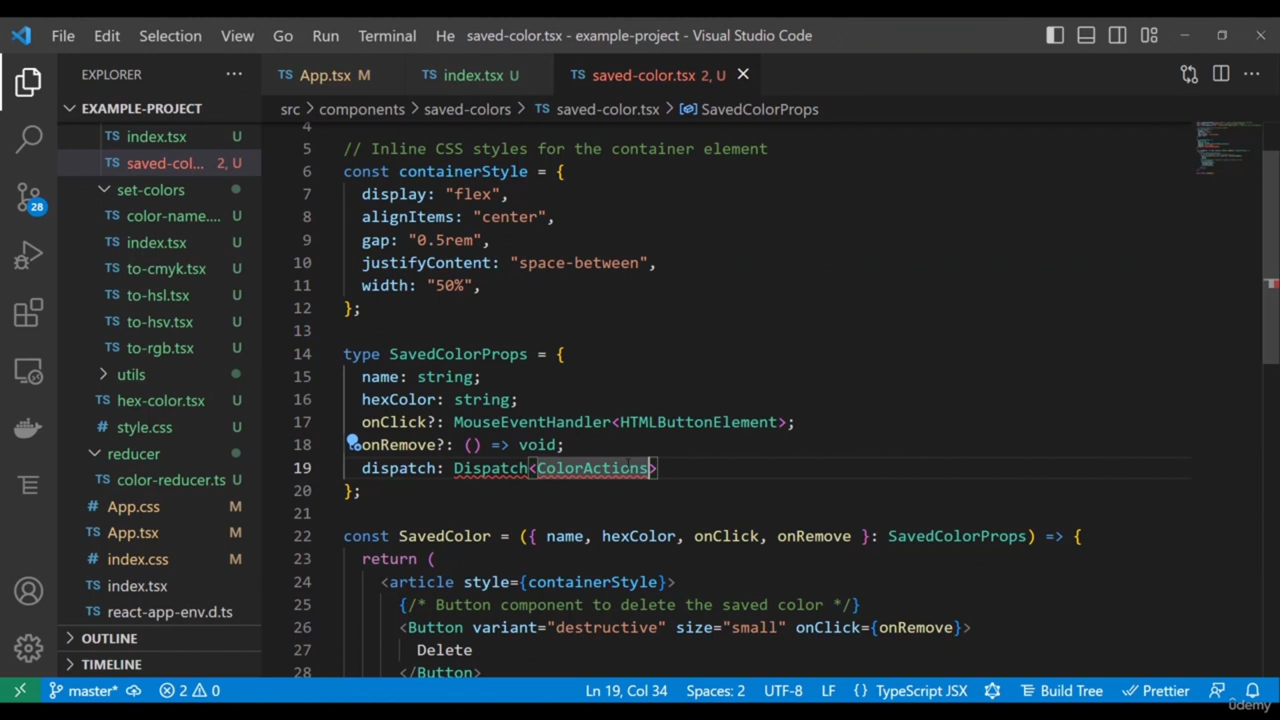 File Edit Selection View Go Run Terminal He saved-color.tsx - example-project - Visual Studio Code
EXPLORER
EXAMPLE-PROJECT
TS index.tsx U
TS saved-col... 2, U
set-colors
TS color-name.... U
TS index.tsx U
TS to-cmyk.tsx U
TS to-hsl.tsx U
TS to-hsv.tsx U
TS to-rgb.tsx U
utils
TS hex-color.tsx U
TS style.css U
reducer
TS color-reducer.ts U
# App.css M
TS App.tsx M
# index.css M
TS index.tsx
TS react-app-env.d.ts
OUTLINE
TIMELINE
28
TS App.tsx M TS index.tsx U TS saved-color.tsx 2, U
src > components > saved-colors > TS saved-color.tsx > SavedColorProps
4
5 // Inline CSS styles for the container element
6 const containerStyle = {
7 display: "flex",
8 alignItems: "center",
9 gap: "0.5rem",
10 justifyContent: "space-between",
11 width: "50%",
12 };
13
14 type SavedColorProps = {
15 name: string;
16 hexColor: string;
17 onClick?: MouseEventHandler<HTMLButtonElement>;
18 onRemove?: () => void;
19 dispatch: Dispatch<ColorActions>
20 };
21
22 const SavedColor = ({ name, hexColor, onClick, onRemove }: SavedColorProps) => {
23 return (
24 <article style={containerStyle}>
25 {/* Button component to delete the saved color */}
26 <Button variant="destructive" size="small" onClick={onRemove}>
27 Delete
28 </Button>
master* 2 0 Ln 19, Col 34 Spaces: 2 UTF-8 LF {} TypeScript JSX Build Tree Prettier
ûdemy